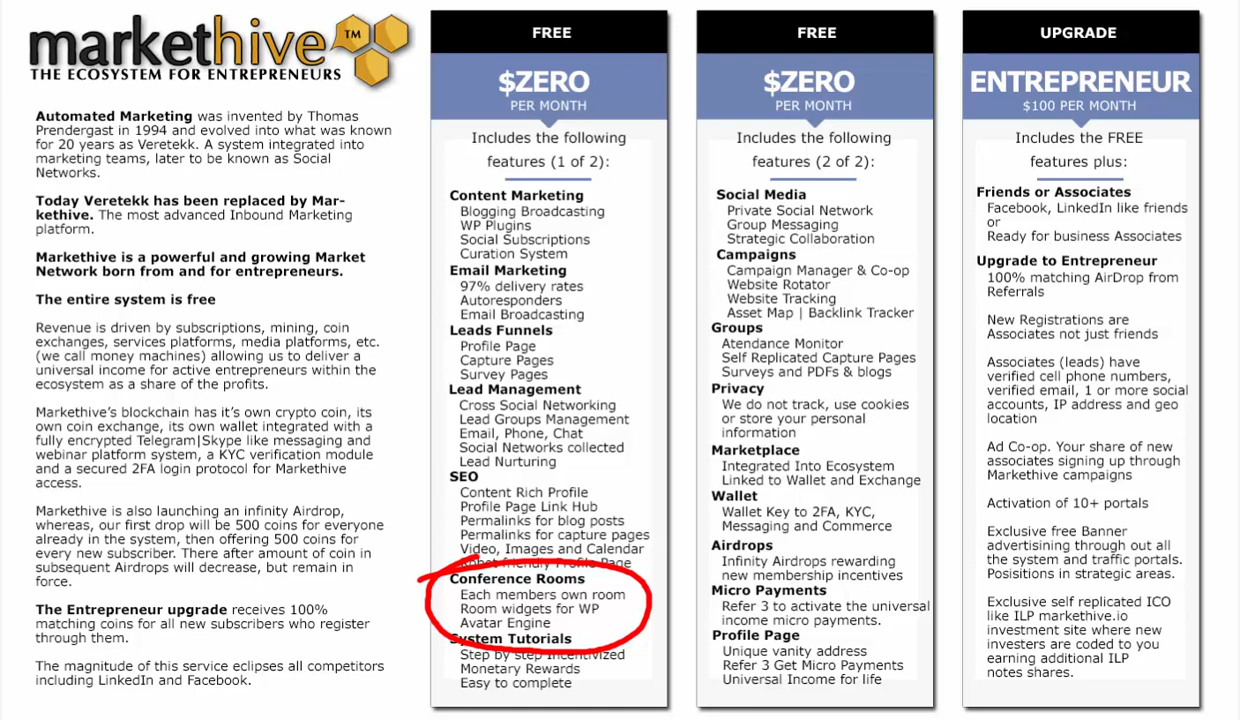 markethive TM
THE ECOSYSTEM FOR ENTREPRENEURS
Automated Marketing was invented by Thomas
Prendergast in 1994 and evolved into what was known
for 20 years as Veretekk. A system integrated into
marketing teams, later to be known as Social
Networks.
Today Veretekk has been replaced by Mar-
kethive. The most advanced Inbound Marketing
platform.
Markethive is a powerful and growing Market
Network born from and for entrepreneurs.
The entire system is free
Revenue is driven by subscriptions, mining, coin
exchanges, services platforms, media platforms, etc.
(we call money machines) allowing us to deliver a
universal income for active entrepreneurs within the
ecosystem as a share of the profits.
Markethive's blockchain has it's own crypto coin, its
own coin exchange, its own wallet integrated with a
fully encrypted Telegram|Skype like messaging and
webinar platform system, a KYC verification module
and a secured 2FA login protocol for Markethive
access.
Markethive is also launching an infinity Airdrop,
whereas, our first drop will be 500 coins for everyone
already in the system, then offering 500 coins for
every new subscriber. There after amount of coin in
subsequent Airdrops will decrease, but remain in
force.
The Entrepreneur upgrade receives 100%
matching coins for all new subscribers who register
through them.
The magnitude of this service eclipses all competitors
including LinkedIn and Facebook.
FREE
$ZERO
PER MONTH
Includes the following
features (1 of 2):
Content Marketing
Blogging Broadcasting
WP Plugins
Social Subscriptions
Curation System
Email Marketing
97% delivery rates
Autoresponders
Email Broadcasting
Leads Funnels
Profile Page
Capture Pages
Survey Pages
Lead Management
Cross Social Networking
Lead Groups Management
Email, Phone, Chat
Social Networks collected
Lead Nurturing
SEO
Content Rich Profile
Profile Page Link Hub
Permalinks for blog posts
Permalinks for capture pages
Video, Images and Calendar
Robot friendly Profile Page
Conference Rooms
Each members own room
Room widgets for WP
Avatar Engine
System Tutorials
Step by step Incentivized
Monetary Rewards
Easy to complete
FREE
$ZERO
PER MONTH
Includes the following
features (2 of 2):
Social Media
Private Social Network
Group Messaging
Strategic Collaboration
Campaigns
Campaign Manager & Co-op
Website Rotator
Website Tracking
Asset Map | Backlink Tracker
Groups
Atendance Monitor
Self Replicated Capture Pages
Surveys and PDFs & blogs
Privacy
We do not track, use cookies
or store your personal
information
Marketplace
Integrated Into Ecosystem
Linked to Wallet and Exchange
Wallet
Wallet Key to 2FA, KYC,
Messaging and Commerce
Airdrops
Infinity Airdrops rewarding
new membership incentives
Micro Payments
Refer 3 to activate the universal
income micro payments.
Profile Page
Unique vanity address
Refer 3 Get Micro Payments
Universal Income for life
UPGRADE
ENTREPRENEUR
$100 PER MONTH
Includes the FREE
features plus:
Friends or Associates
Facebook, LinkedIn like friends
or
Ready for business Associates
Upgrade to Entrepreneur
100% matching AirDrop from
Referrals
New Registrations are
Associates not just friends
Associates (leads) have
verified cell phone numbers,
verified email, 1 or more social
accounts, IP address and geo
location
Ad Co-op. Your share of new
associates signing up through
Markethive campaigns
Activation of 10+ portals
Exclusive free Banner
advertisining through out all
the system and traffic portals.
Posisitions in strategic areas.
Exclusive self replicated ICO
like ILP markethive.io
investment site where new
investers are coded to you
earning additional ILP
notes shares.